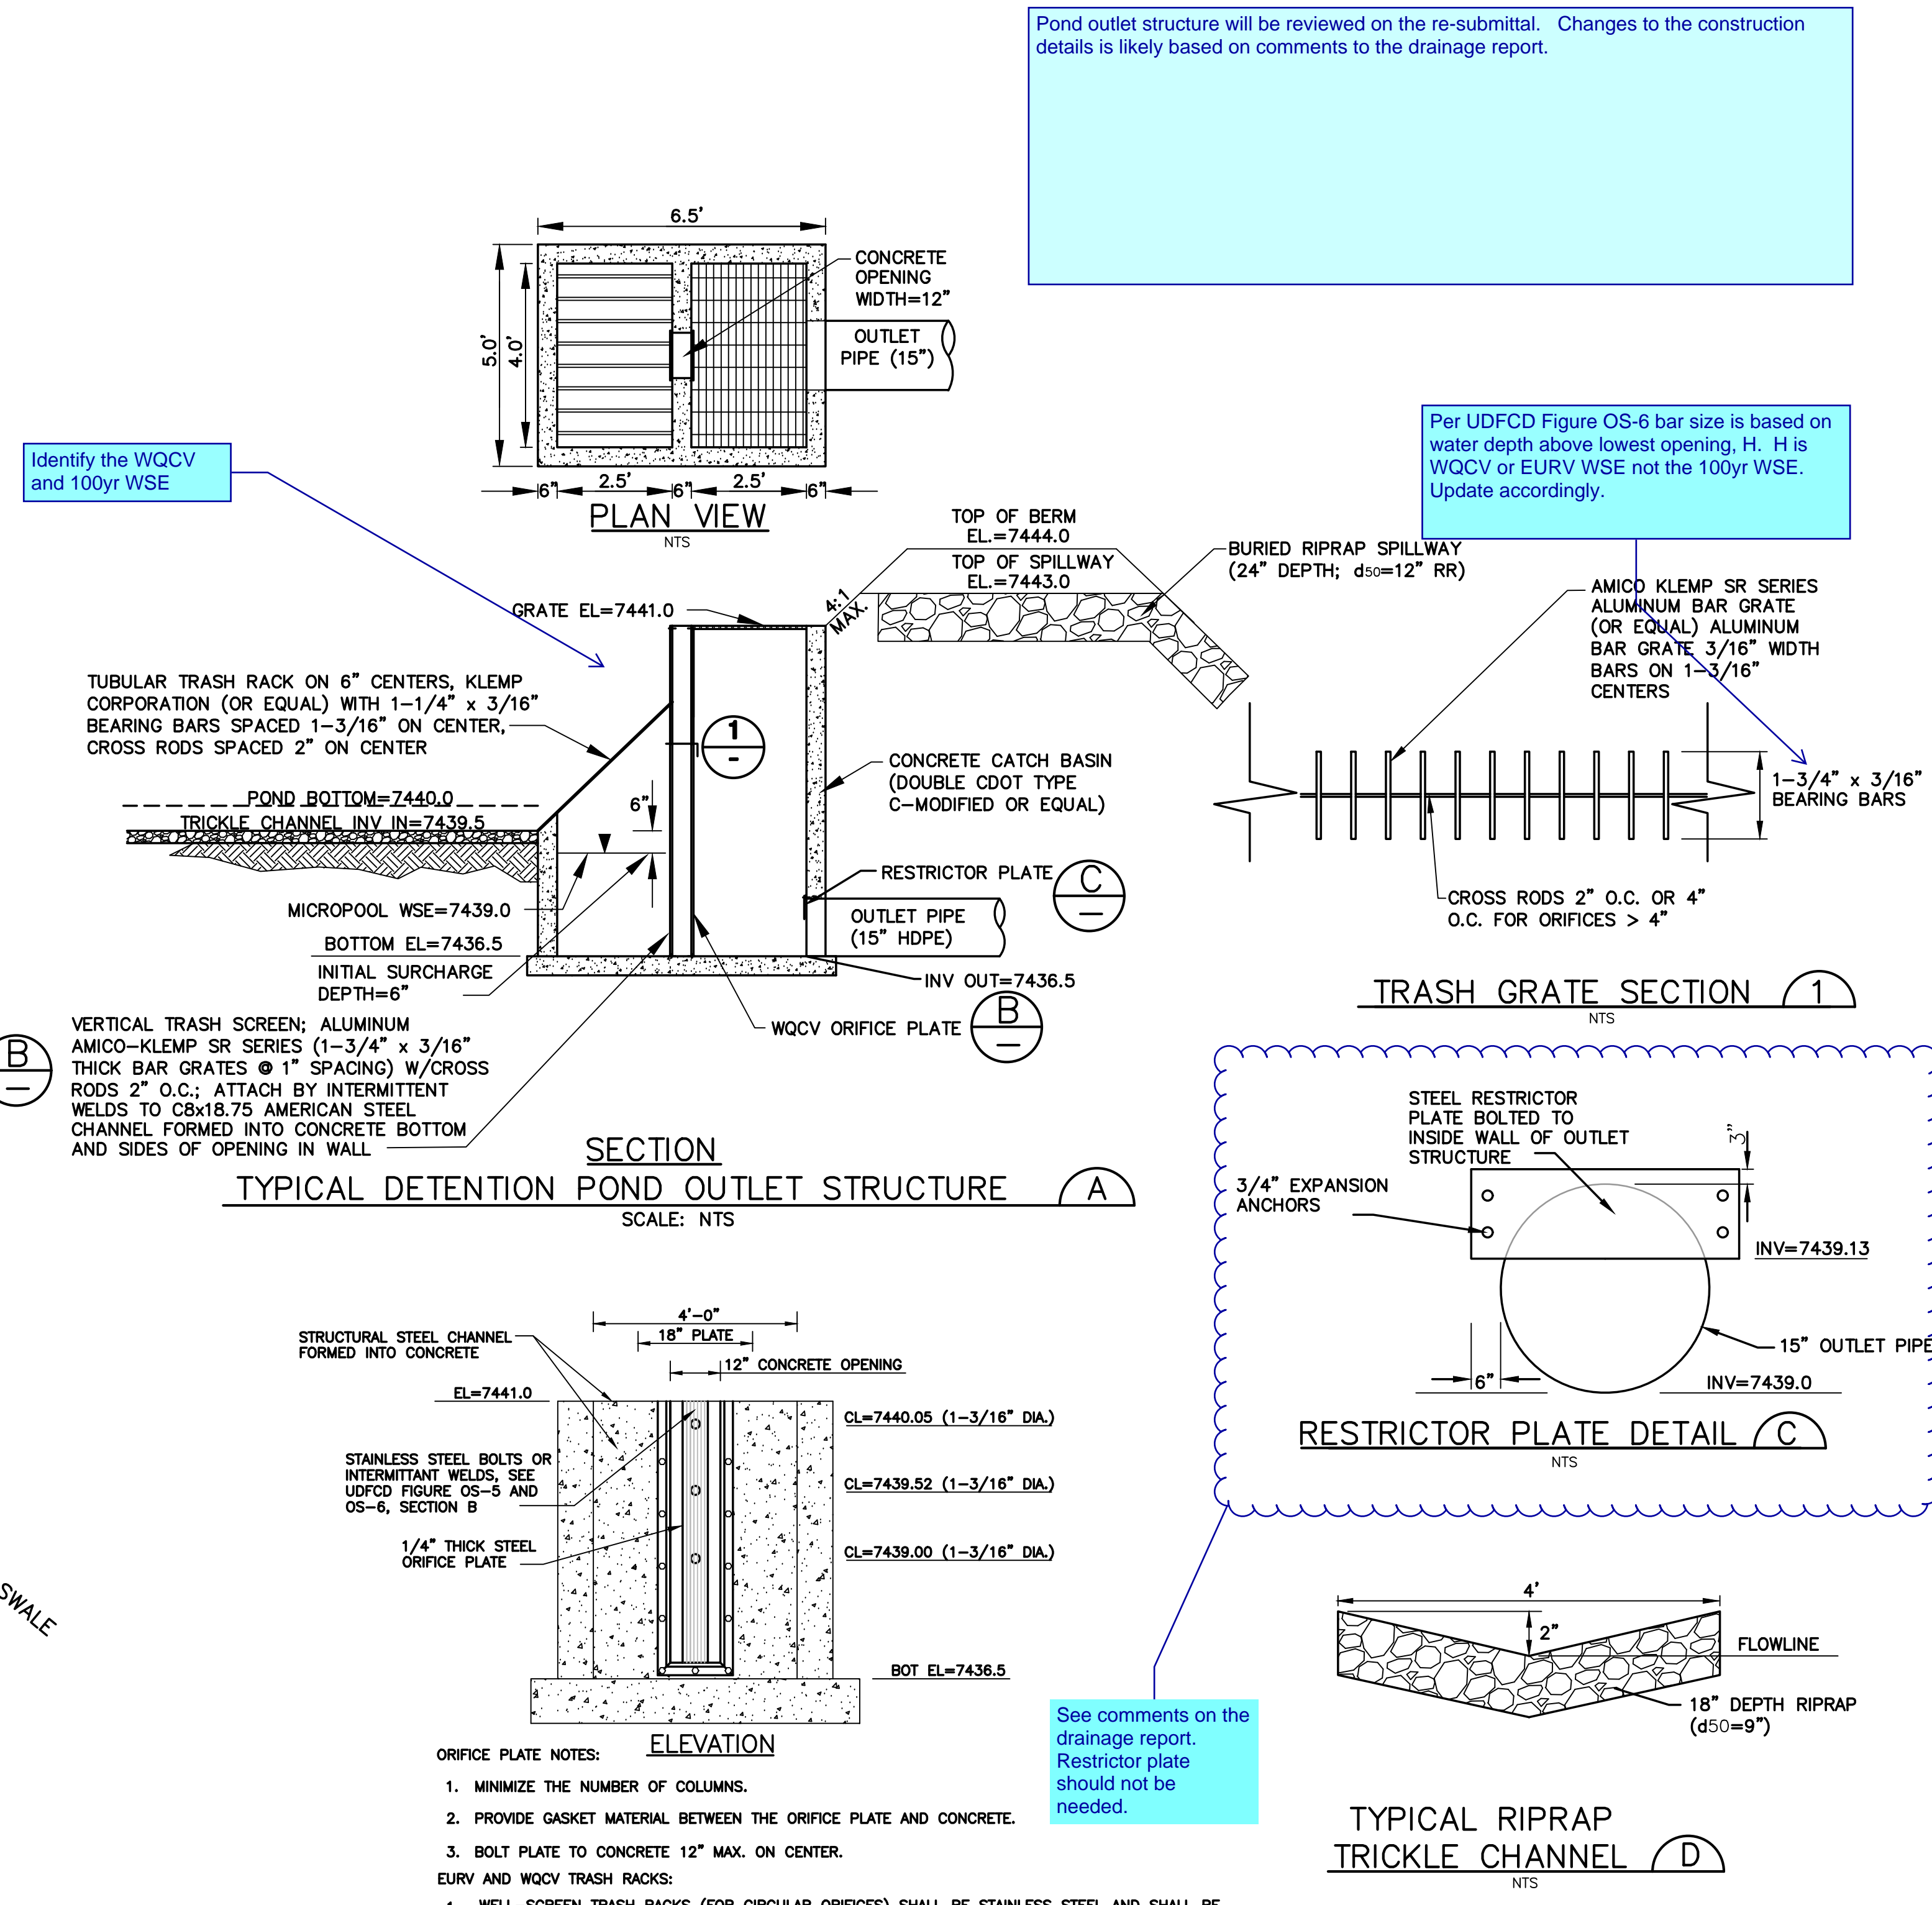 Pond outlet structure will be reviewed on the re-submittal.   Changes to the construction
details is likely based on comments to the drainage report.
6.5'
5.0'
4.0'
CONCRETE
OPENING
WIDTH=12"
OUTLET
PIPE (15")
6"
2.5'
6"
2.5'
6"
PLAN VIEW
NTS
Identify the WQCV
and 100yr WSE
Per UDFCD Figure OS-6 bar size is based on
water depth above lowest opening, H.  H is
WQCV or EURV WSE not the 100yr WSE.
Update accordingly.
TOP OF BERM
EL.=7444.0
TOP OF SPILLWAY
EL.=7443.0
BURIED RIPRAP SPILLWAY
(24" DEPTH; d50=12" RR)
4:1
MAX.
GRATE EL=7441.0
TUBULAR TRASH RACK ON 6" CENTERS, KLEMP
CORPORATION (OR EQUAL) WITH 1-1/4" x 3/16"
BEARING BARS SPACED 1-3/16" ON CENTER,
CROSS RODS SPACED 2" ON CENTER
1
-
POND BOTTOM=7440.0
TRICKLE CHANNEL INV IN=7439.5
6"
CONCRETE CATCH BASIN
(DOUBLE CDOT TYPE
C-MODIFIED OR EQUAL)
RESTRICTOR PLATE
C
-
MICROPOOL WSE=7439.0
OUTLET PIPE
(15" HDPE)
BOTTOM EL=7436.5
INITIAL SURCHARGE
DEPTH=6"
INV OUT=7436.5
WQCV ORIFICE PLATE
B
-
B
-
VERTICAL TRASH SCREEN; ALUMINUM
AMICO-KLEMP SR SERIES (1-3/4" x 3/16"
THICK BAR GRATES @ 1" SPACING) W/CROSS
RODS 2" O.C.; ATTACH BY INTERMITTENT
WELDS TO C8x18.75 AMERICAN STEEL
CHANNEL FORMED INTO CONCRETE BOTTOM
AND SIDES OF OPENING IN WALL
SECTION
TYPICAL DETENTION POND OUTLET STRUCTURE
A
SCALE: NTS
AMICO KLEMP SR SERIES
ALUMINUM BAR GRATE
(OR EQUAL) ALUMINUM
BAR GRATE 3/16" WIDTH
BARS ON 1-3/16"
CENTERS
1-3/4" x 3/16"
BEARING BARS
CROSS RODS 2" O.C. OR 4"
O.C. FOR ORIFICES > 4"
TRASH GRATE SECTION
1
NTS
STEEL RESTRICTOR
PLATE BOLTED TO
INSIDE WALL OF OUTLET
STRUCTURE
3"
3/4" EXPANSION
ANCHORS
INV=7439.13
15" OUTLET PIPE
6"
INV=7439.0
RESTRICTOR PLATE DETAIL
C
NTS
4'-0"
18" PLATE
12" CONCRETE OPENING
STRUCTURAL STEEL CHANNEL
FORMED INTO CONCRETE
EL=7441.0
CL=7440.05 (1-3/16" DIA.)
STAINLESS STEEL BOLTS OR
INTERMITTANT WELDS, SEE
UDFCD FIGURE OS-5 AND
OS-6, SECTION B
CL=7439.52 (1-3/16" DIA.)
1/4" THICK STEEL
ORIFICE PLATE
CL=7439.00 (1-3/16" DIA.)
BOT EL=7436.5
ELEVATION
SWALE
ORIFICE PLATE NOTES:
1. MINIMIZE THE NUMBER OF COLUMNS.
2. PROVIDE GASKET MATERIAL BETWEEN THE ORIFICE PLATE AND CONCRETE.
3. BOLT PLATE TO CONCRETE 12" MAX. ON CENTER.
EURV AND WQCV TRASH RACKS:
1. WELL-SCREEN TRASH RACKS (FOR CIRCULAR ORIFICES) SHALL BE STAINLESS STEEL AND SHALL BE
See comments on the
drainage report.
Restrictor plate
should not be
needed.
4'
2"
FLOWLINE
18" DEPTH RIPRAP
(d50=9")
TYPICAL RIPRAP
TRICKLE CHANNEL
D
NTS